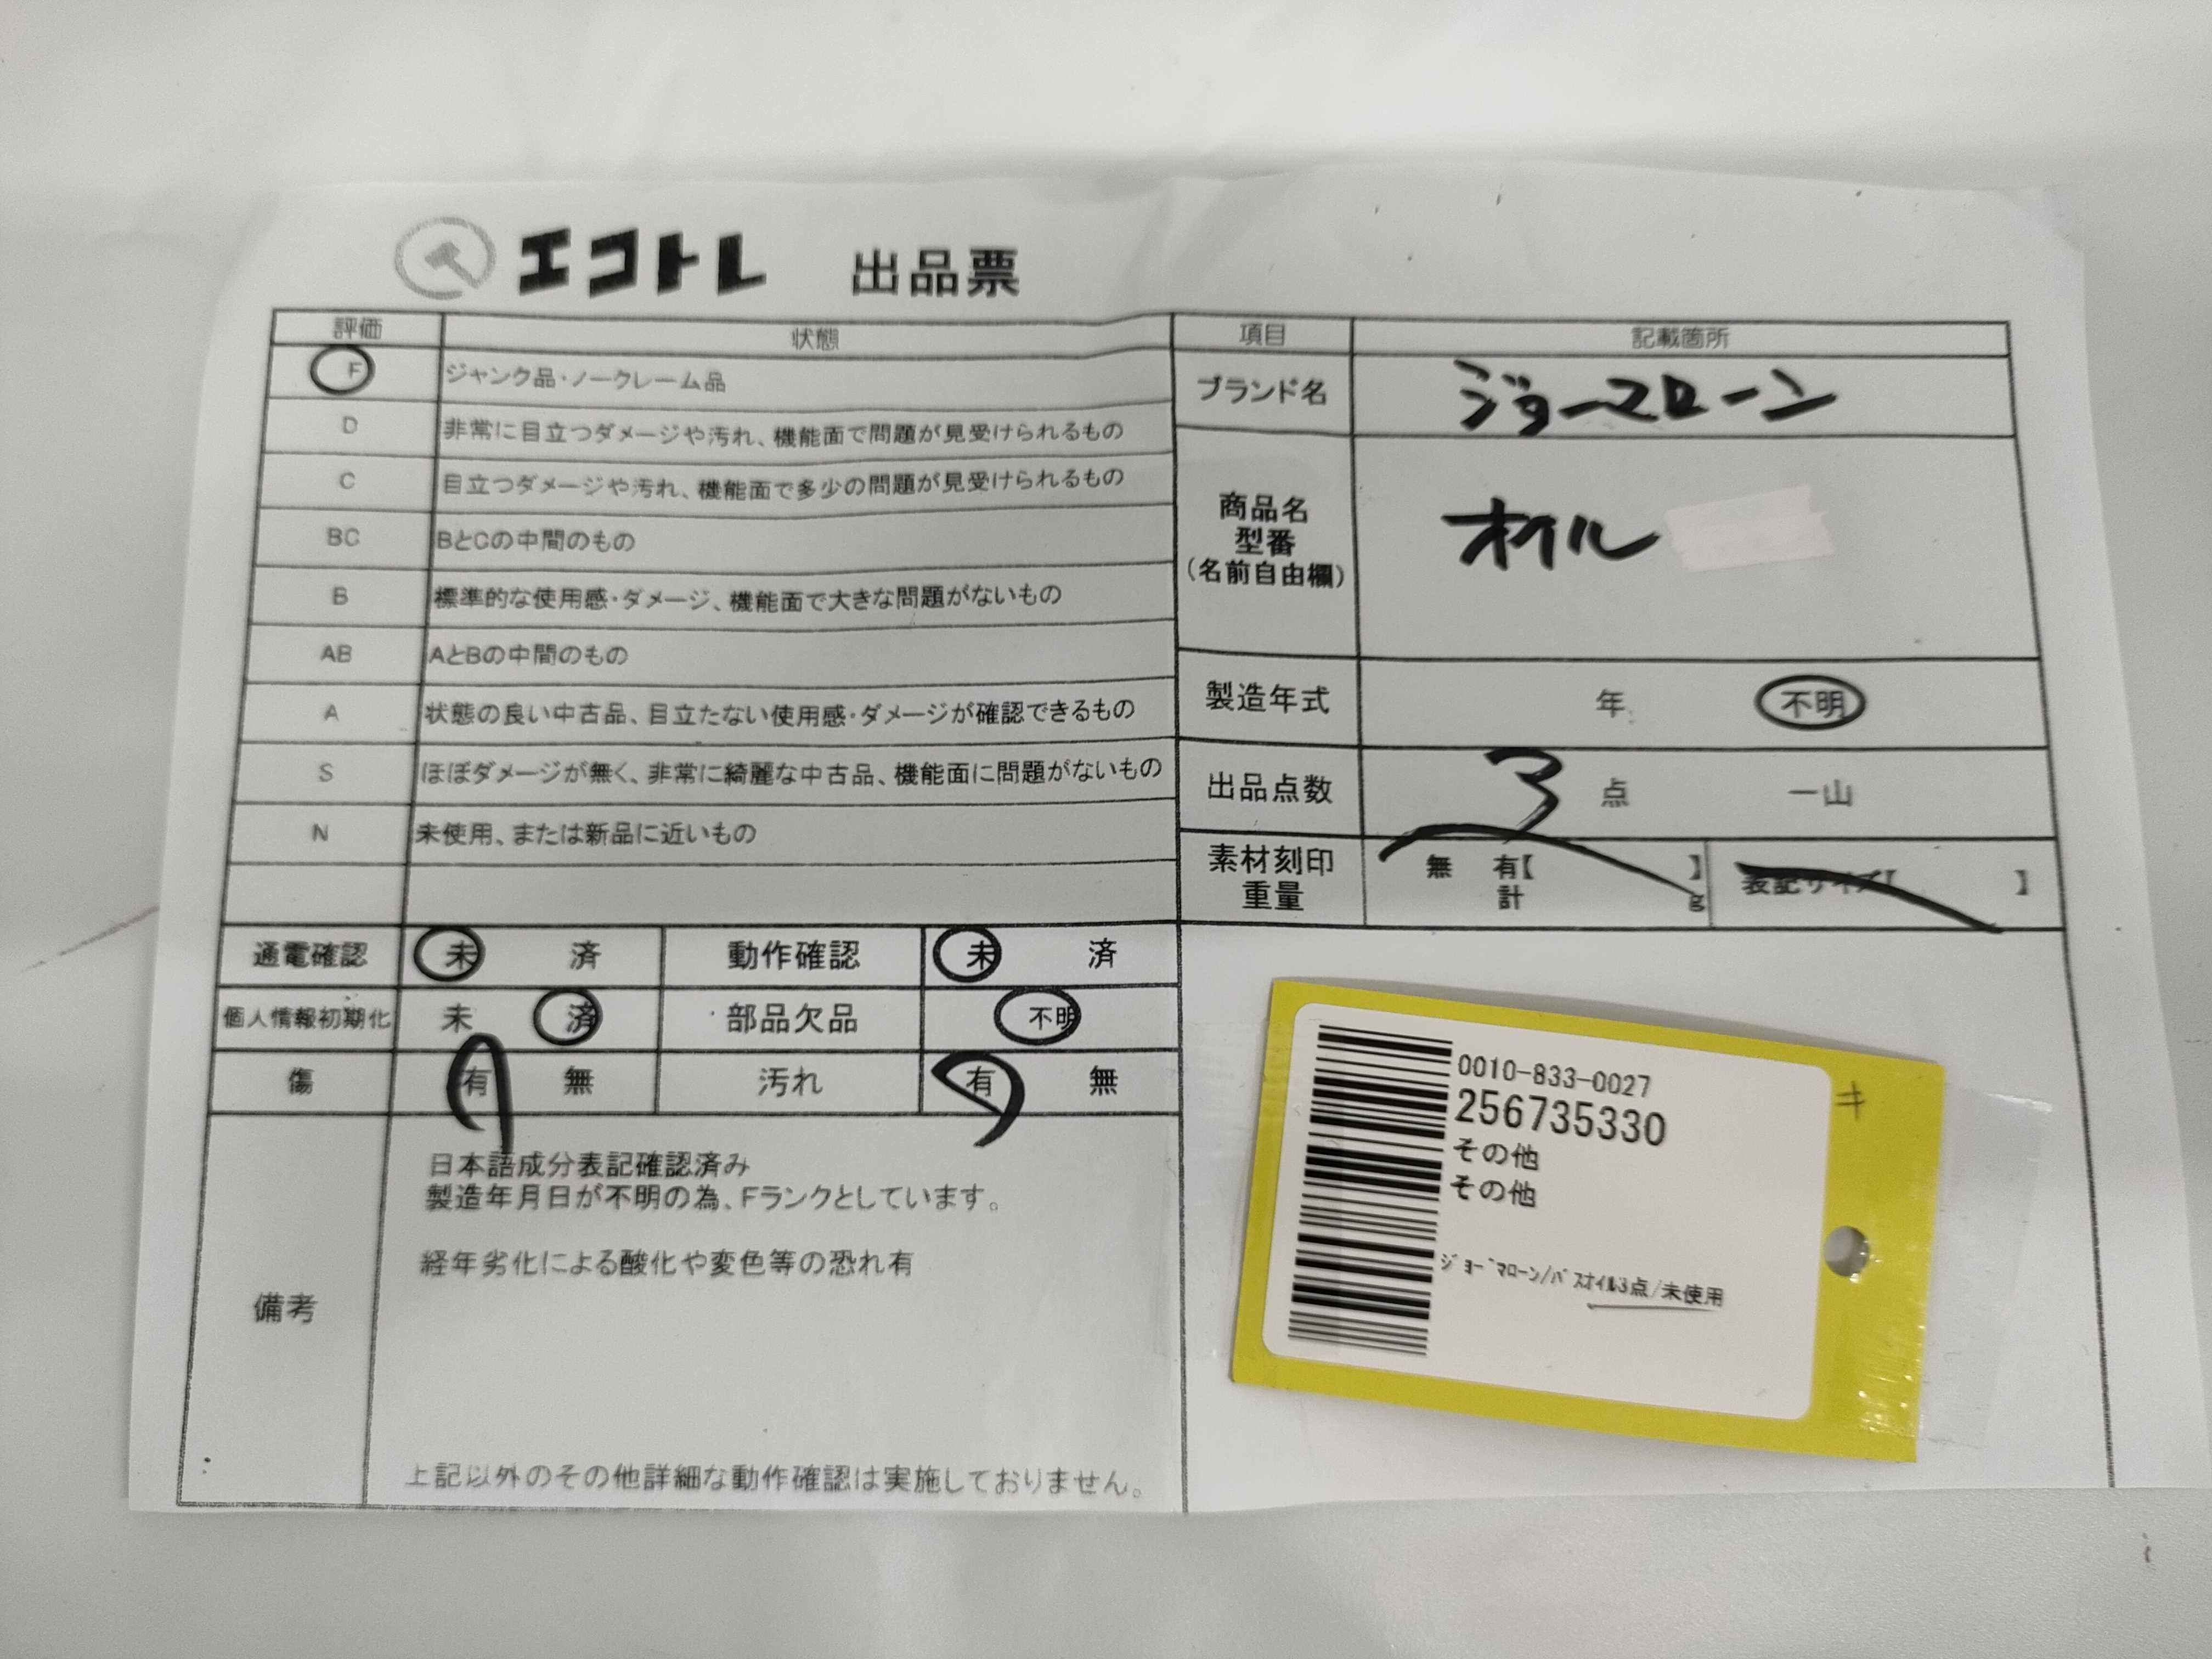 エコトレ 出品票
評価 状態
F ジャンク品・ノークレーム品
D 非常に目立つダメージや汚れ、機能面で問題が見受けられるもの
C 目立つダメージや汚れ、機能面で多少の問題が見受けられるもの
BC BとCの中間のもの
B 標準的な使用感・ダメージ、機能面で大きな問題がないもの
AB AとBの中間のもの
A 状態の良い中古品、目立たない使用感・ダメージが確認できるもの
S ほぼダメージが無く、非常に綺麗な中古品、機能面に問題がないもの
N 未使用、または新品に近いもの
通電確認 未 済 動作確認 未 済
個人情報初期化 未 済 部品欠品 不明
傷 有 無 汚れ 有 無
備考
日本語成分表記確認済み
製造年月日が不明の為、Fランクとしています。
経年劣化による酸化や変色等の恐れ有
上記以外のその他詳細な動作確認は実施しておりません。
項目 記載箇所
ブランド名 ジョーマローン
商品名
型番
(名前自由欄)
オイル
製造年式 年 不明
出品点数 3 点 一山
素材刻印
重量
無 有【 】
計 g
表記サイズ【 】
0010-833-0027
256735330
その他
その他
ｼﾞｮｰﾏﾛｰﾝ/ﾊﾞｽｵｲﾙ3点/未使用
キ